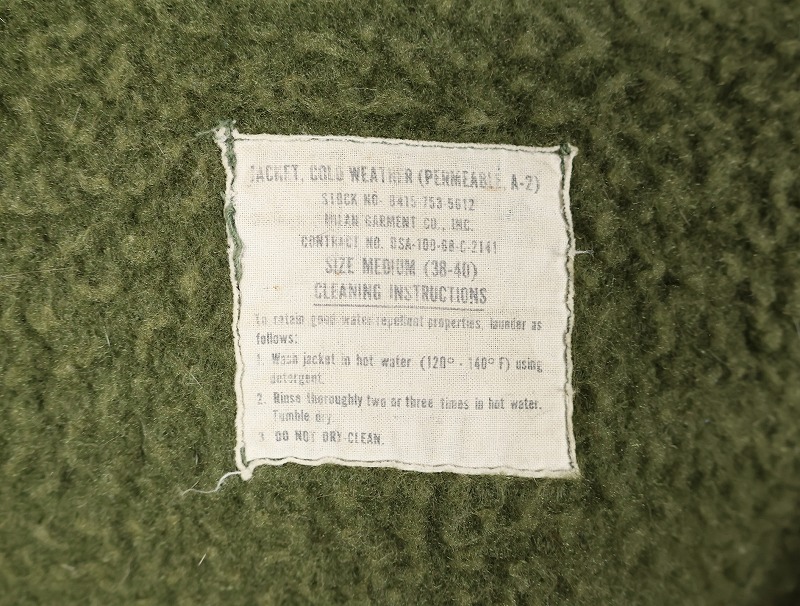 JACKET, COLD WEATHER (PERMEABLE, A-2)
STOCK NO. 8415-753-5612
MILAN GARMENT CO., INC.
CONTRACT NO. DSA-100-68-C-2141
SIZE MEDIUM (38-40)
CLEANING INSTRUCTIONS
To retain good water-repellent properties, launder as
follows:
1. Wash jacket in hot water (120° - 140° F) using
detergent.
2. Rinse thoroughly two or three times in hot water.
Tumble dry.
3. DO NOT DRY-CLEAN.